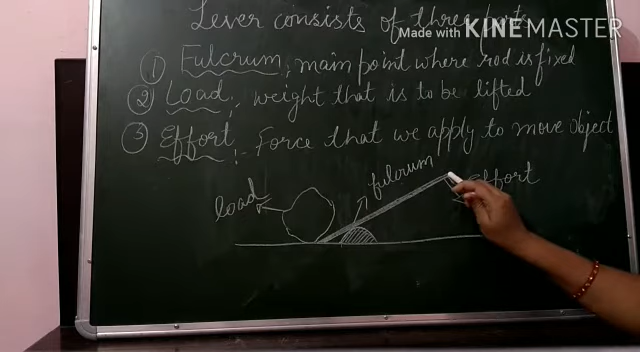 Lever consists of three parts
Made with KINEMASTER
① Fulcrum :, main point where rod is fixed
② Load :, weight that is to be lifted
③ Effort :- Force that we apply to move object
load
fulcrum
effort